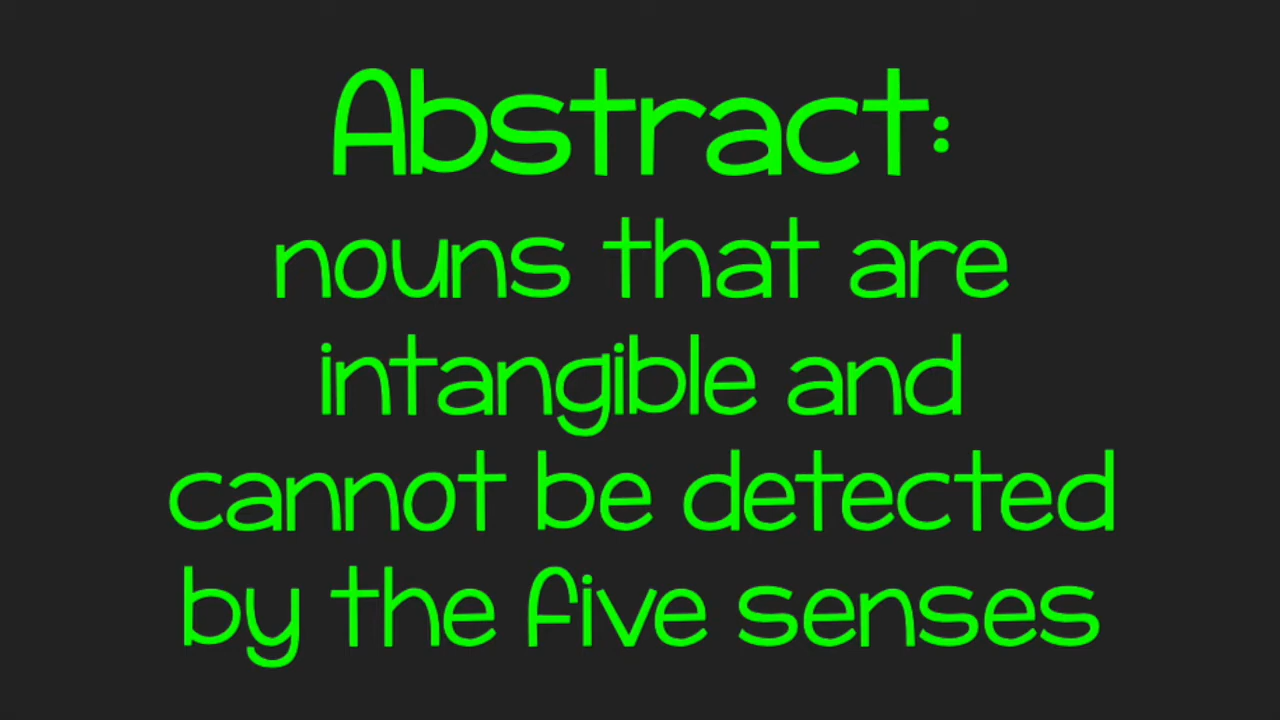 Abstract:
nouns that are
intangible and
cannot be detected
by the five senses